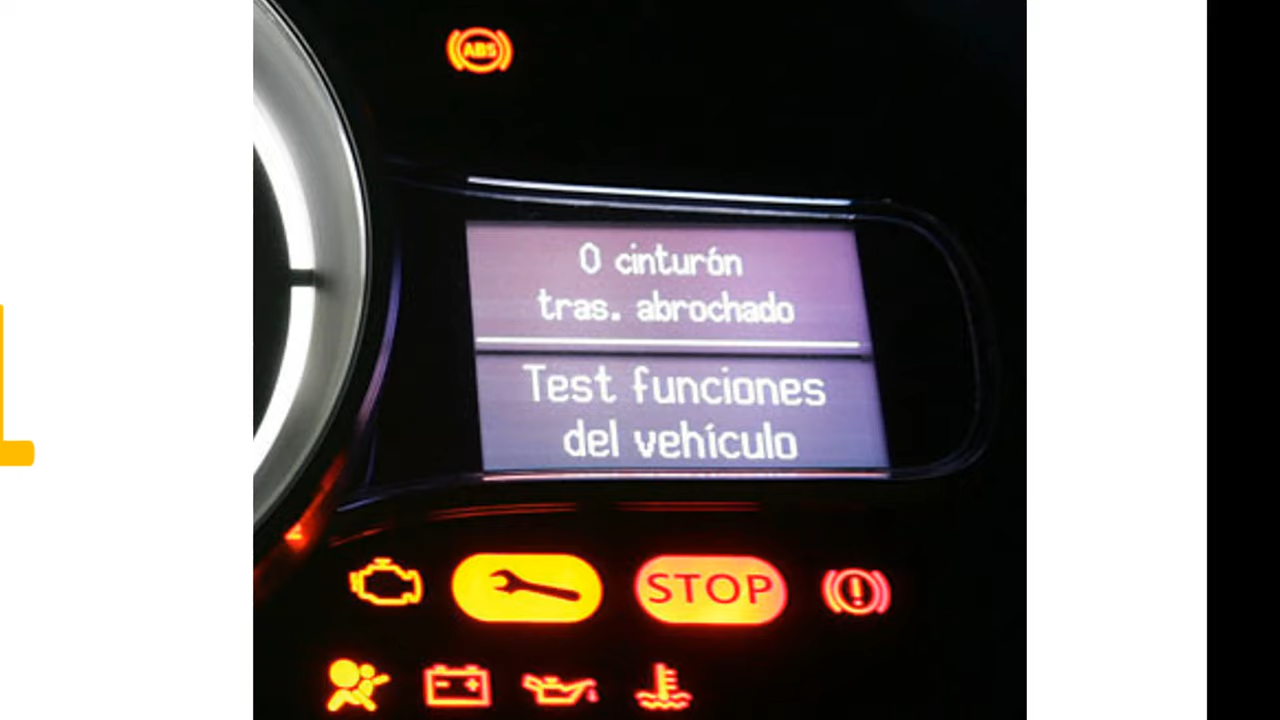 ABS
0 cinturón
tras. abrochado
Test funciones
del vehículo
STOP